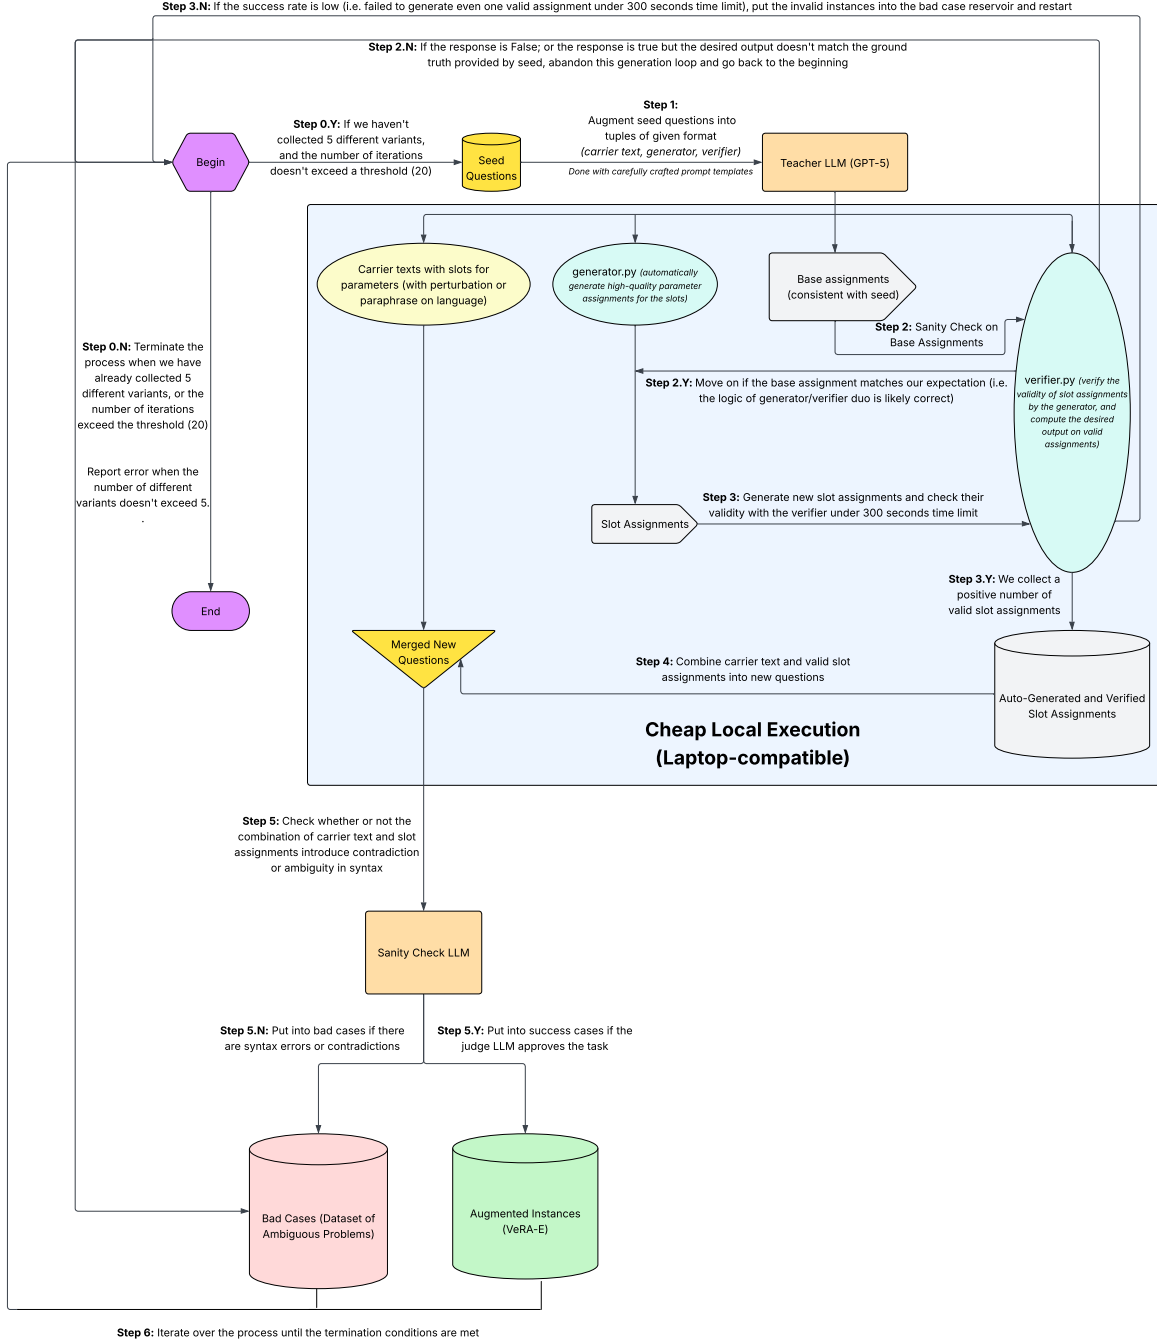 Step 3.N: If the success rate is low (i.e. failed to generate even one valid assignment under 300 seconds time limit), put the invalid instances into the bad case reservoir and restart
Step 2.N: If the response is False; or the response is true but the desired output doesn't match the ground
truth provided by seed, abandon this generation loop and go back to the beginning
Begin
Step 0.Y: If we haven't
collected 5 different variants,
and the number of iterations
doesn't exceed a threshold (20)
Seed
Questions
Step 1:
Augment seed questions into
tuples of given format
(carrier text, generator, verifier)
Done with carefully crafted prompt templates
Teacher LLM (GPT-5)
Carrier texts with slots for
parameters (with perturbation or
paraphrase on language)
generator.py (automatically
generate high-quality parameter
assignments for the slots)
Base assignments
(consistent with seed)
Step 2: Sanity Check on
Base Assignments
Step 2.Y: Move on if the base assignment matches our expectation (i.e.
the logic of generator/verifier duo is likely correct)
verifier.py (verify the
validity of slot assignments
by the generator, and
compute the desired
output on valid
assignments)
Step 0.N: Terminate the
process when we have
already collected 5
different variants, or the
number of iterations
exceed the threshold (20)
Report error when the
number of different
variants doesn't exceed 5.
.
End
Slot Assignments
Step 3: Generate new slot assignments and check their
validity with the verifier under 300 seconds time limit
Step 3.Y: We collect a
positive number of
valid slot assignments
Merged New
Questions
Step 4: Combine carrier text and valid slot
assignments into new questions
Auto-Generated and Verified
Slot Assignments
Cheap Local Execution
(Laptop-compatible)
Step 5: Check whether or not the
combination of carrier text and slot
assignments introduce contradiction
or ambiguity in syntax
Sanity Check LLM
Step 5.N: Put into bad cases if there
are syntax errors or contradictions
Step 5.Y: Put into success cases if the
judge LLM approves the task
Bad Cases (Dataset of
Ambiguous Problems)
Augmented Instances
(VeRA-E)
Step 6: Iterate over the process until the termination conditions are met